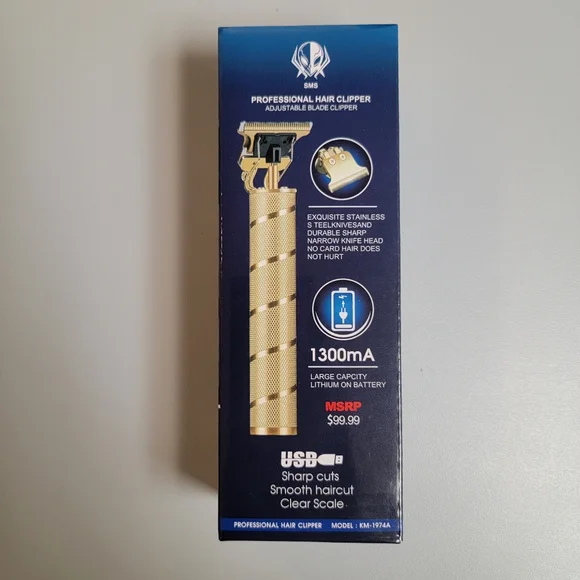 SMS
PROFESSIONAL HAIR CLIPPER
ADJUSTABLE BLADE CLIPPER
EXQUISITE STAINLESS
S TEELKNIVESAND
DURABLE SHARP
NARROW KNIFE HEAD
NO CARD HAIR DOES
NOT HURT
1300mA
LARGE CAPCITY
LITHIUM ON BATTERY
MSRP
$99.99
USB
Sharp cuts
Smooth haircut
Clear Scale
PROFESSIONAL HAIR CLIPPER MODEL : KM-1974A